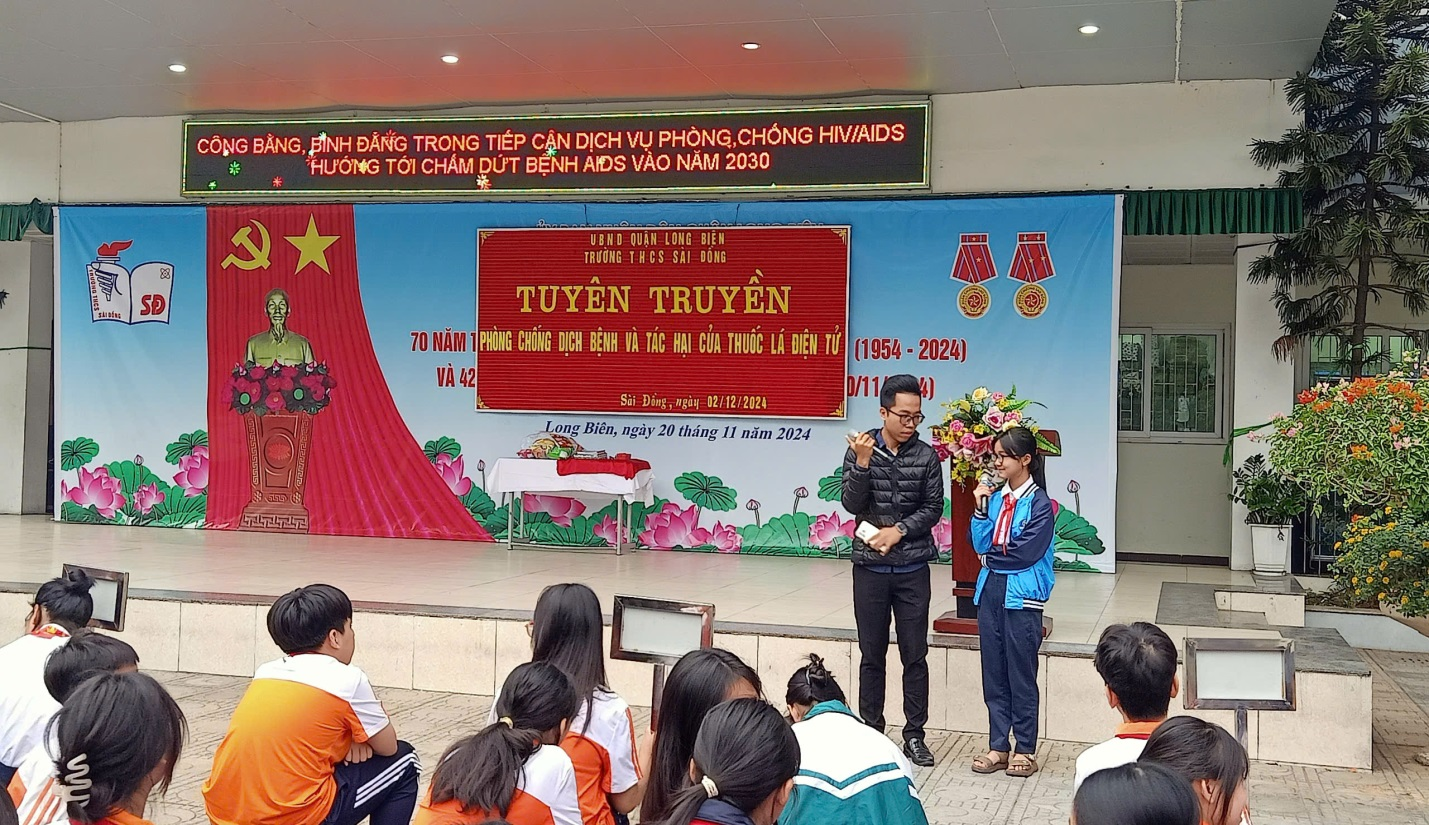 CÔNG BẰNG, BÌNH ĐẲNG TRONG TIẾP CẬN DỊCH VỤ PHÒNG,CHỐNG HIV/AIDS
HƯỚNG TỚI CHẤM DỨT BỆNH AIDS VÀO NĂM 2030
UBND QUẬN LONG BIÊN
TRƯỜNG THCS SÀI ĐỒNG
TUYÊN TRUYỀN
PHÒNG CHỐNG DỊCH BỆNH VÀ TÁC HẠI CỦA THUỐC LÁ ĐIỆN TỬ
Sài Đồng, ngày 02/12/2024
TRƯỜNG THCS
SÀI ĐỒNG
SĐ
70 NĂM
(1954 - 2024)
VÀ 42
Long Biên, ngày 20 tháng 11 năm 2024